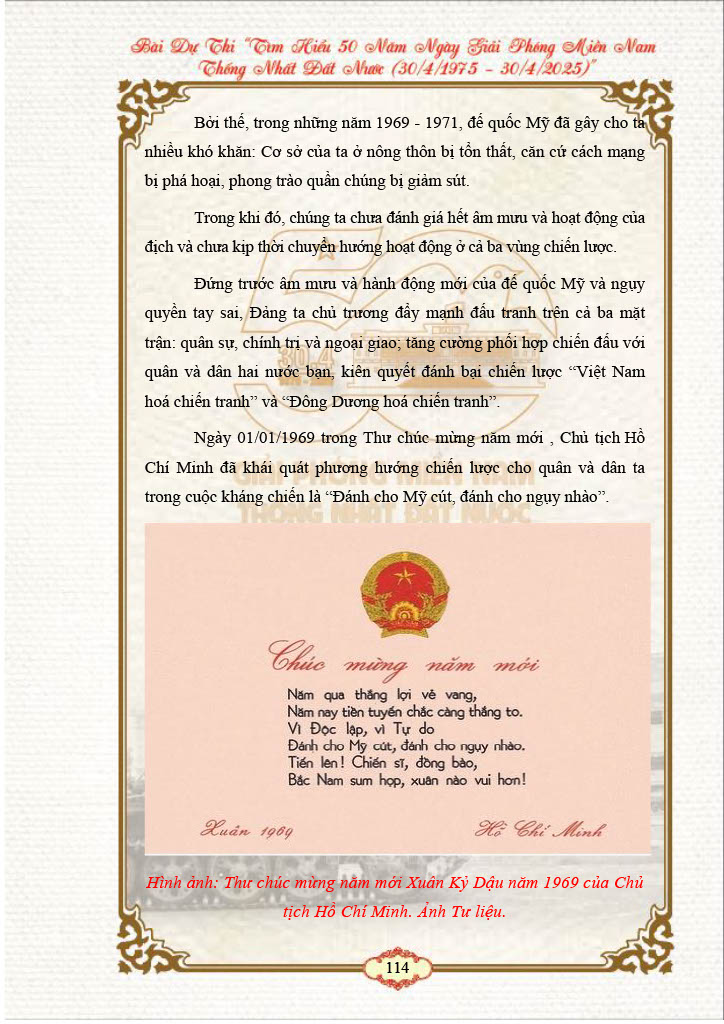 Bài Dự Thi “Tìm Hiểu 50 Năm Ngày Giải Phóng Miền Nam
Thống Nhất Đất Nước (30/4/1975 – 30/4/2025)”
Bởi thế, trong những năm 1969 - 1971, đế quốc Mỹ đã gây cho ta
nhiều khó khăn: Cơ sở của ta ở nông thôn bị tổn thất, căn cứ cách mạng
bị phá hoại, phong trào quần chúng bị giảm sút.
Trong khi đó, chúng ta chưa đánh giá hết âm mưu và hoạt động của
địch và chưa kịp thời chuyển hướng hoạt động ở cả ba vùng chiến lược.
Đứng trước âm mưu và hành động mới của đế quốc Mỹ và ngụy
quyền tay sai, Đảng ta chủ trương đẩy mạnh đấu tranh trên cả ba mặt
trận: quân sự, chính trị và ngoại giao; tăng cường phối hợp chiến đấu với
quân và dân hai nước bạn, kiên quyết đánh bại chiến lược “Việt Nam
hoá chiến tranh” và “Đông Dương hoá chiến tranh”.
Ngày 01/01/1969 trong Thư chúc mừng năm mới , Chủ tịch Hồ
Chí Minh đã khái quát phương hướng chiến lược cho quân và dân ta
trong cuộc kháng chiến là “Đánh cho Mỹ cút, đánh cho ngụy nhào”.
50
30.4
GIẢI PHÓNG MIỀN NAM
THỐNG NHẤT ĐẤT NƯỚC
Chúc mừng năm mới
Năm qua thắng lợi vẻ vang,
Năm nay tiền tuyến chắc càng thắng to.
Vì Độc lập, vì Tự do
Đánh cho Mỹ cút, đánh cho ngụy nhào.
Tiến lên! Chiến sĩ, đồng bào,
Bắc Nam sum họp, xuân nào vui hơn!
Xuân 1969
Hồ Chí Minh
Hình ảnh: Thư chúc mừng năm mới Xuân Kỷ Dậu năm 1969 của Chủ
tịch Hồ Chí Minh. Ảnh Tư liệu.
114